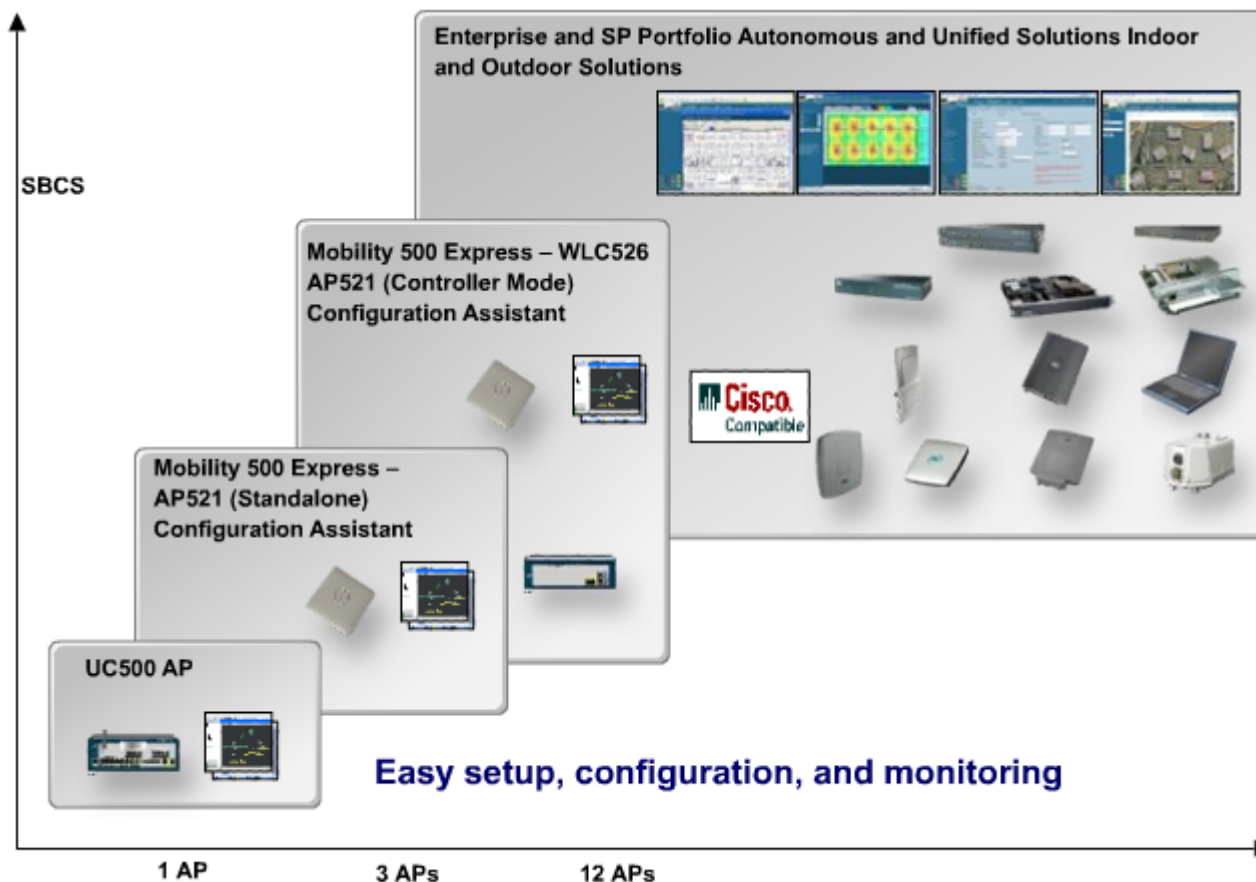 Enterprise and SP Portfolio Autonomous and Unified Solutions Indoor
and Outdoor Solutions
SBCS
Mobility 500 Express – WLC526
AP521 (Controller Mode)
Configuration Assistant
Cisco
Compatible
Mobility 500 Express –
AP521 (Standalone)
Configuration Assistant
UC500 AP
Easy setup, configuration, and monitoring
1 AP
3 APs
12 APs